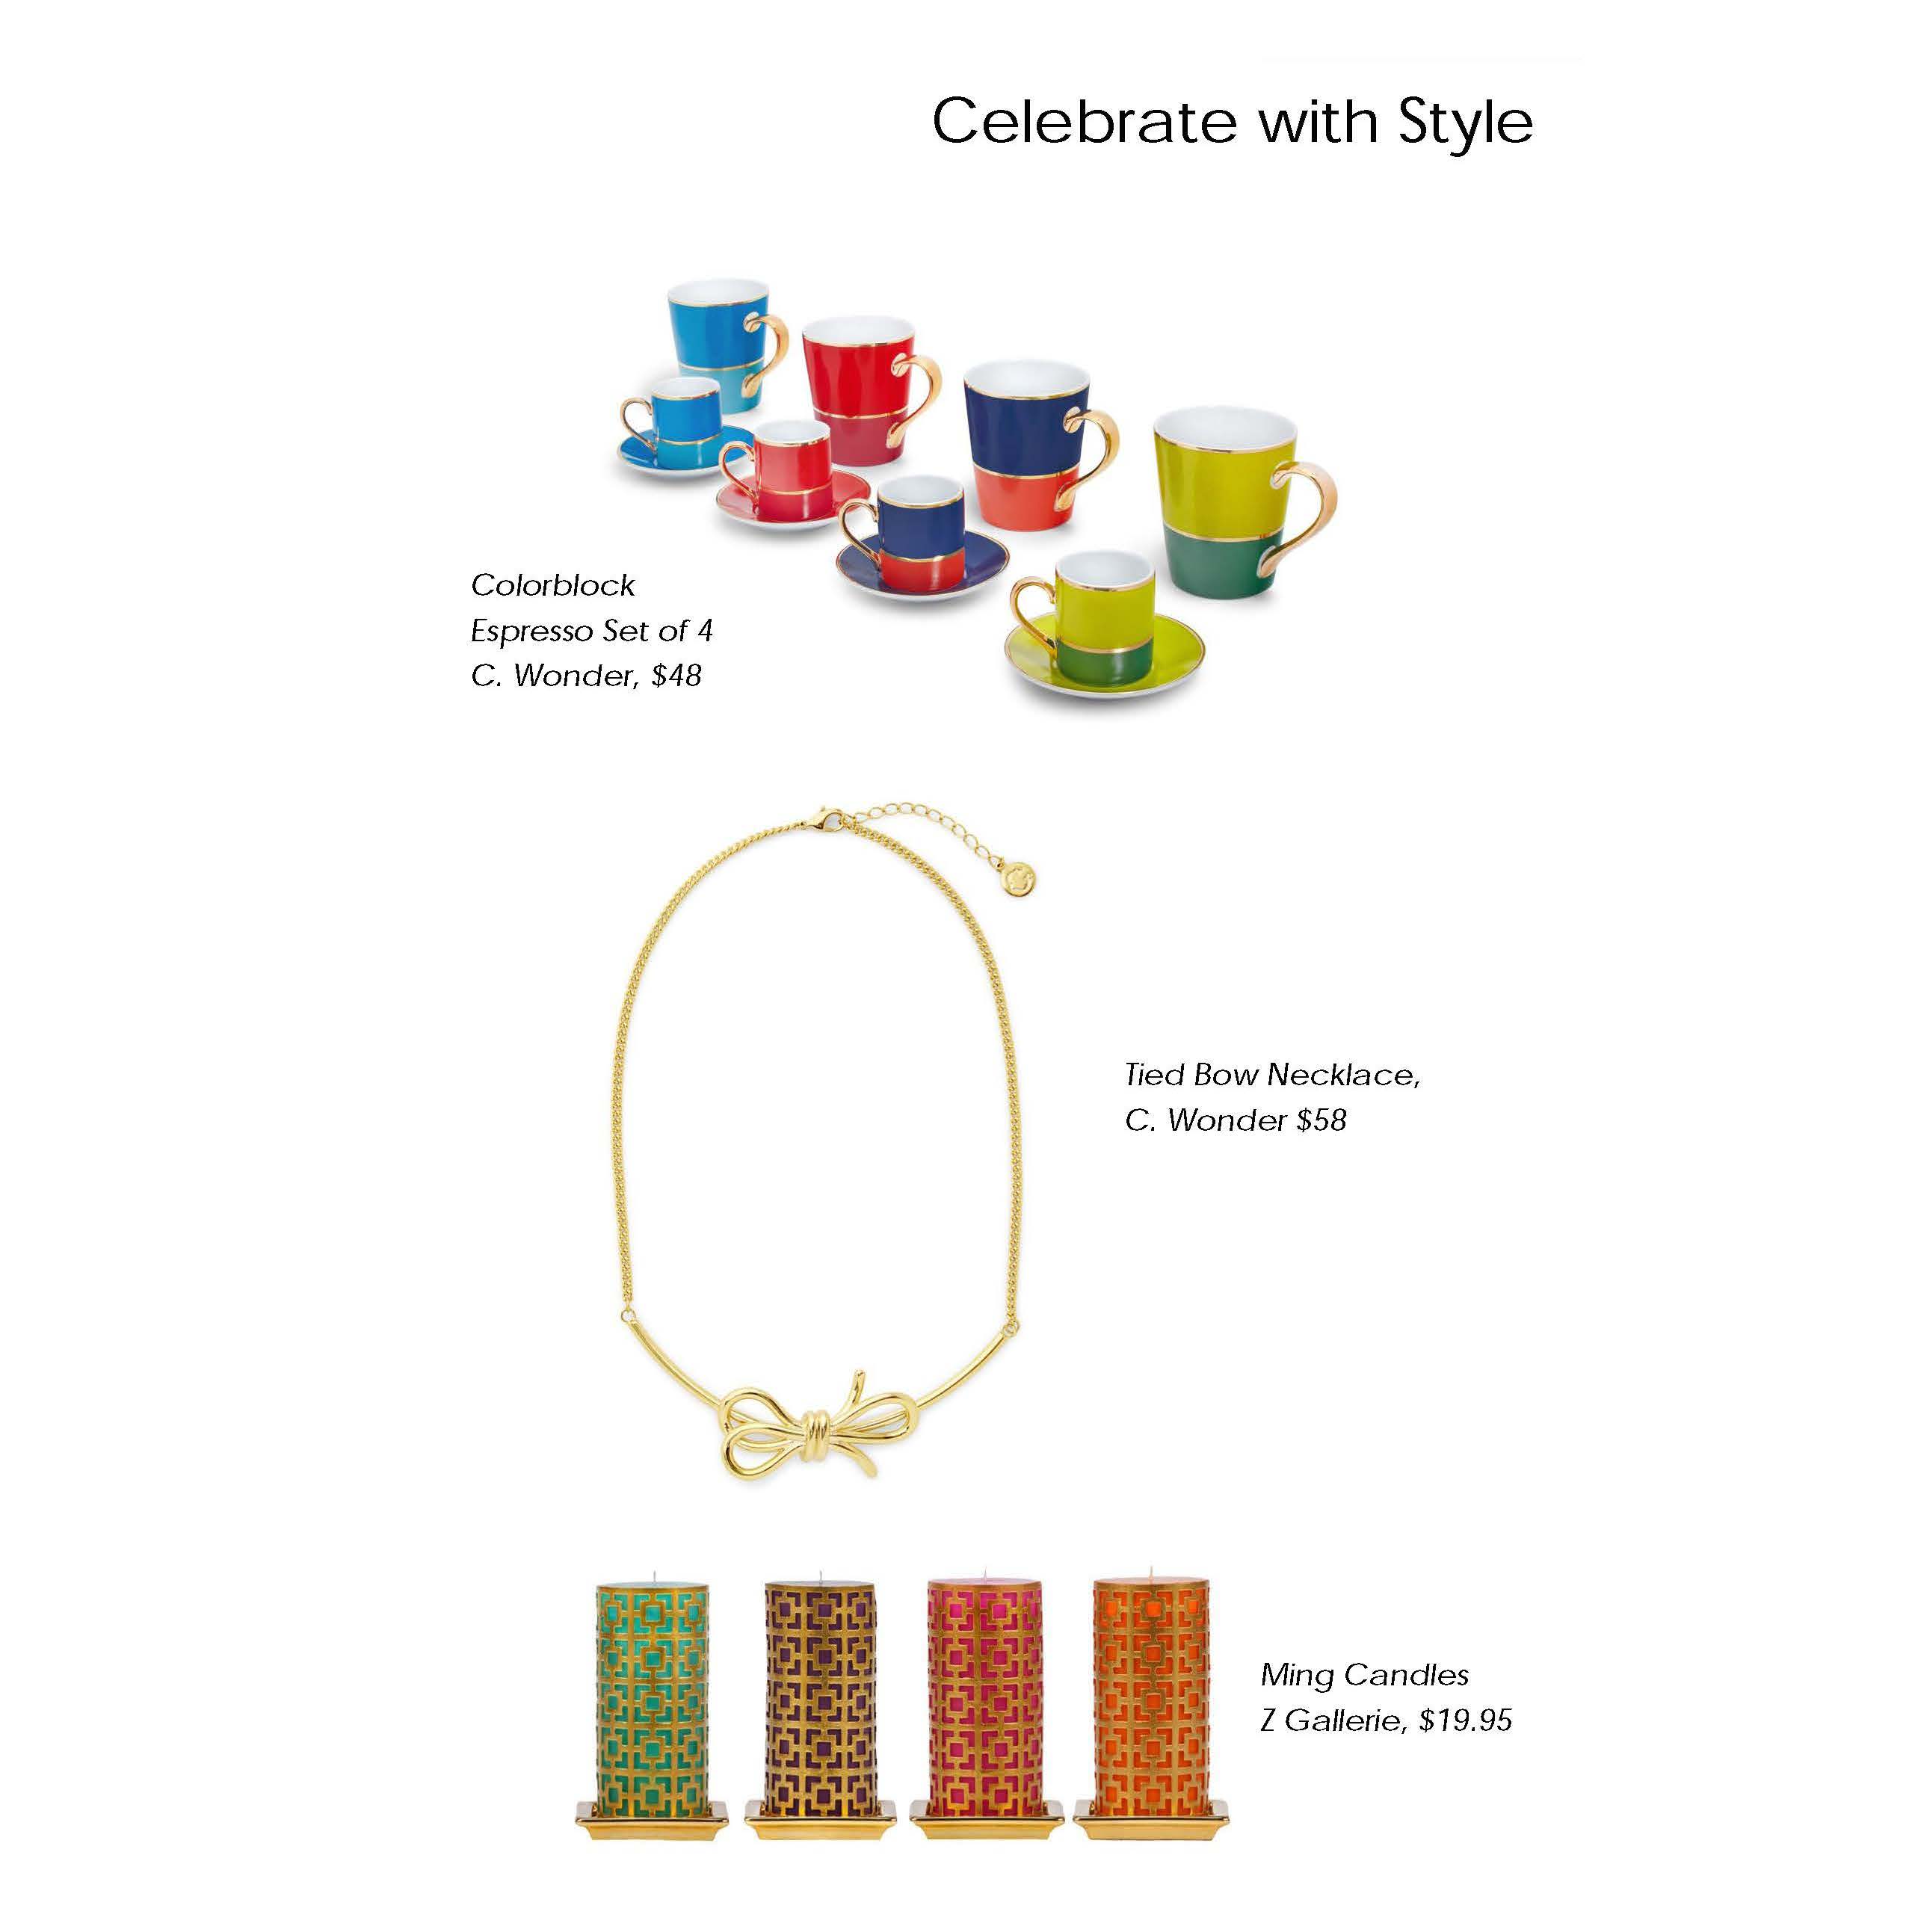 Celebrate with Style
Colorblock
Espresso Set of 4
C. Wonder, $48
Tied Bow Necklace,
C. Wonder $58
Ming Candles
Z Gallerie, $19.95